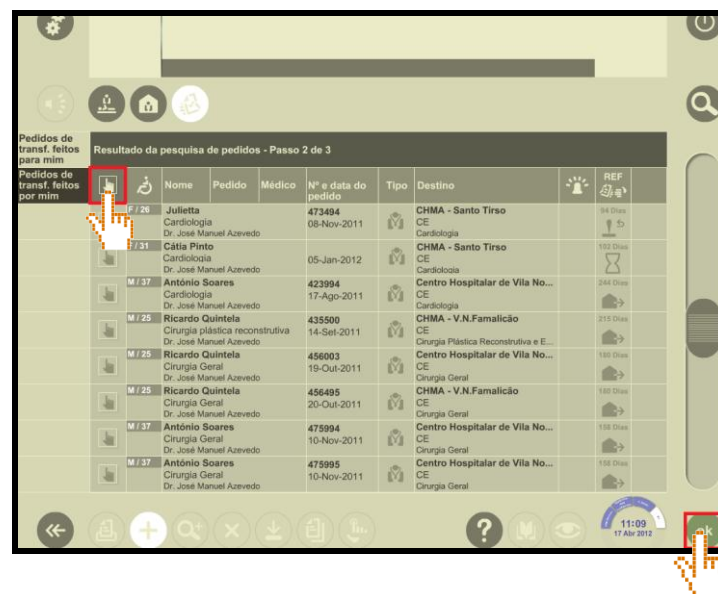 Pedidos de
transf. feitos
para mim
Resultado da pesquisa de pedidos - Passo 2 de 3
Pedidos de
transf. feitos
por mim
Nome Pedido Médico Nº e data do pedido Tipo Destino REF
F / 26 Julietta 473494 CHMA - Santo Tirso 94 Dias
Cardiologia 08-Nov-2011 CE
Dr. José Manuel Azevedo Cardiologia
/ 31 Cátia Pinto CHMA - Santo Tirso 102 Dias
Cardiologia 05-Jan-2012 CE
Dr. José Manuel Azevedo Cardiologia
M / 37 António Soares 423994 Centro Hospitalar de Vila No... 244 Dias
Cardiologia 17-Ago-2011 CE
Dr. José Manuel Azevedo Cardiologia
M / 25 Ricardo Quintela 435500 CHMA - V.N.Famalicão 215 Dias
Cirurgia plástica reconstrutiva 14-Set-2011 CE
Dr. José Manuel Azevedo Cirurgia Plástica Reconstrutiva e E...
M / 25 Ricardo Quintela 456003 Centro Hospitalar de Vila No... 180 Dias
Cirurgia Geral 19-Out-2011 CE
Dr. José Manuel Azevedo Cirurgia Geral
M / 25 Ricardo Quintela 456495 CHMA - V.N.Famalicão 180 Dias
Cirurgia Geral 20-Out-2011 CE
Dr. José Manuel Azevedo Cirurgia Geral
M / 37 António Soares 475994 Centro Hospitalar de Vila No... 158 Dias
Cirurgia Geral 10-Nov-2011 CE
Dr. José Manuel Azevedo Cirurgia Geral
M / 37 António Soares 475995 Centro Hospitalar de Vila No... 158 Dias
Cirurgia Geral 10-Nov-2011 CE
Dr. José Manuel Azevedo Cirurgia Geral
?
11:09
17 Abr 2012
ok